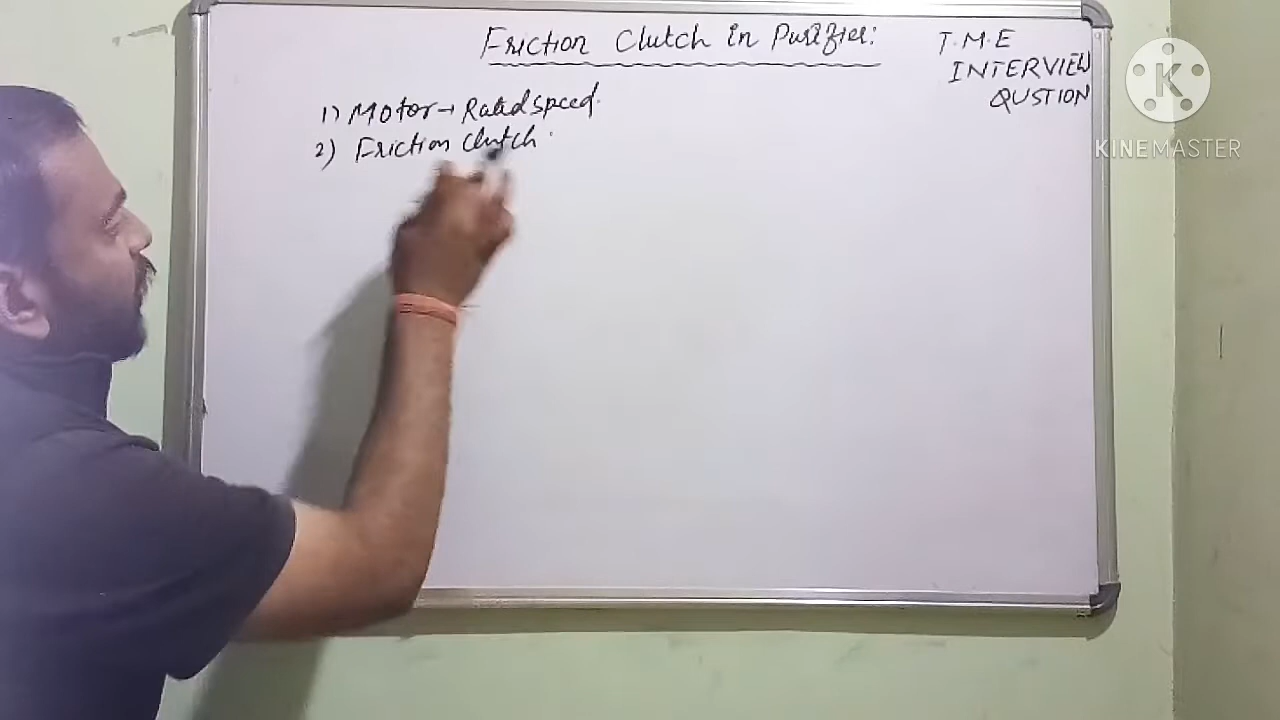 Friction Clutch in Purifier:
T.M.E
INTERVIEW
QUSTION
K
KINEMASTER
1) Motor → Rated speed.
2) Friction Clutch